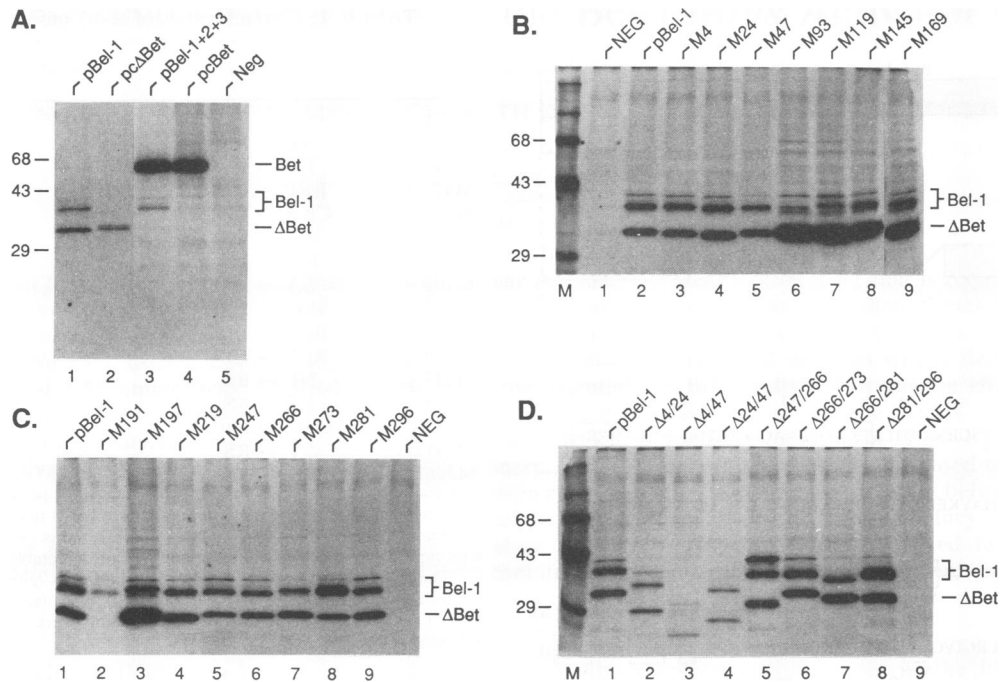 A.
pBel-1
pcΔBet
pBel-1+2+3
pcBet
Neg
68
43
29
Bet
Bel-1
ΔBet
1 2 3 4 5
B.
NEG
pBel-1
M4
M24
M47
M93
M119
M145
M169
68
43
29
Bel-1
ΔBet
M 1 2 3 4 5 6 7 8 9
C.
pBel-1
M191
M197
M219
M247
M266
M273
M281
M296
NEG
Bel-1
ΔBet
1 2 3 4 5 6 7 8 9
D.
pBel-1
Δ4/24
Δ4/47
Δ24/47
Δ247/266
Δ266/273
Δ266/281
Δ281/296
NEG
68
43
29
Bel-1
ΔBet
M 1 2 3 4 5 6 7 8 9